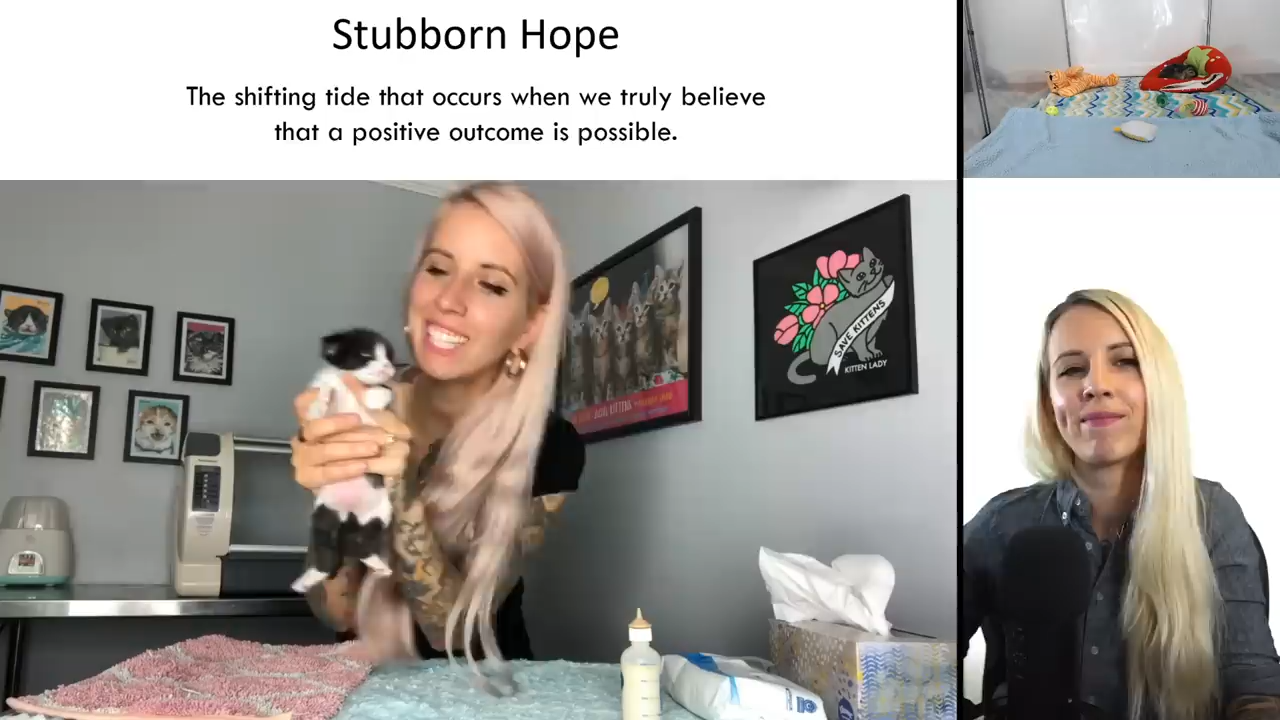 Stubborn Hope
The shifting tide that occurs when we truly believe
that a positive outcome is possible.
SAVE KITTENS
KITTEN LADY